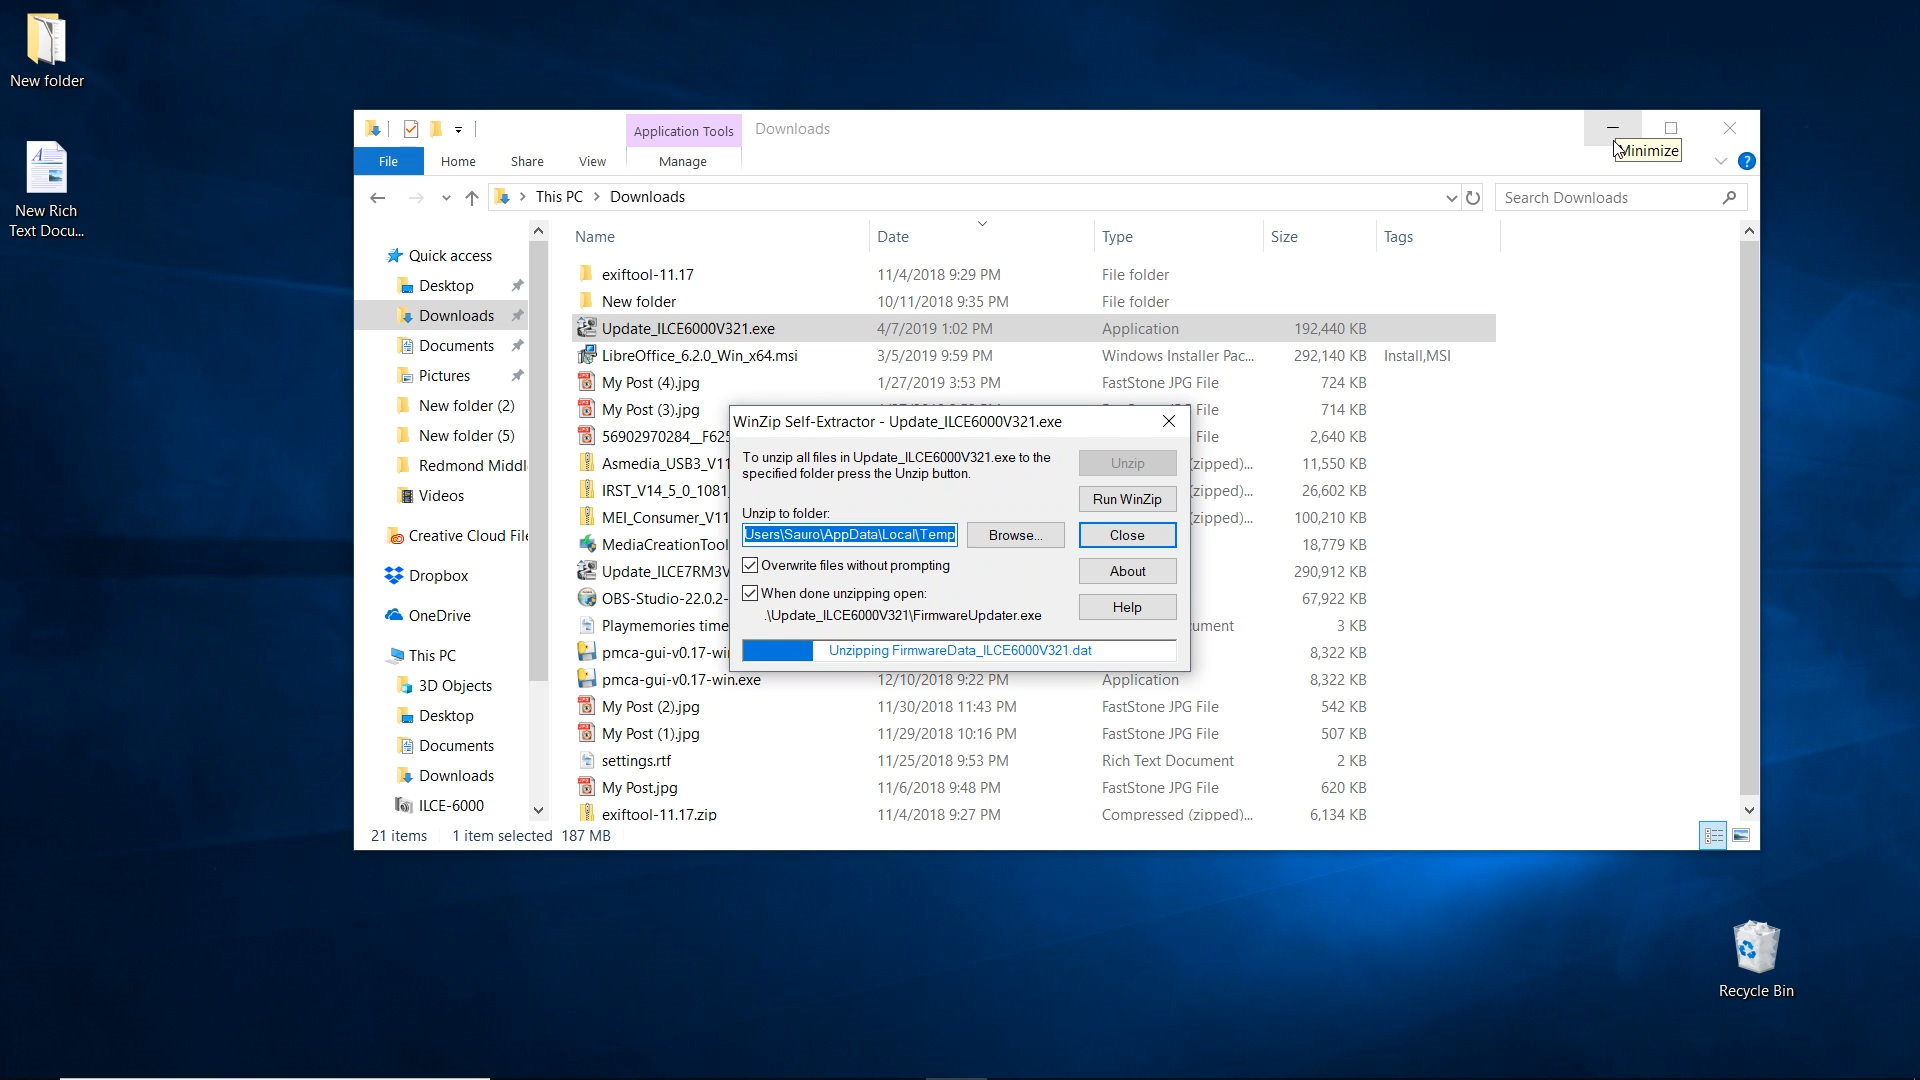 New folder
New Rich
Text Docu...
Application Tools
Downloads
Minimize
File
Home
Share
View
Manage
This PC
Downloads
Search Downloads
Name
Date
Type
Size
Tags
Quick access
Desktop
Downloads
Documents
Pictures
New folder (2)
New folder (5)
Redmond Middl
Videos
Creative Cloud File
Dropbox
OneDrive
This PC
3D Objects
Desktop
Documents
Downloads
ILCE-6000
exiftool-11.17 11/4/2018 9:29 PM File folder
New folder 10/11/2018 9:35 PM File folder
Update_ILCE6000V321.exe 4/7/2019 1:02 PM Application 192,440 KB
LibreOffice_6.2.0_Win_x64.msi 3/5/2019 9:59 PM Windows Installer Pac... 292,140 KB Install,MSI
My Post (4).jpg 1/27/2019 3:53 PM FastStone JPG File 724 KB
My Post (3).jpg File 714 KB
56902970284__F625 File 2,640 KB
Asmedia_USB3_V11 (zipped)... 11,550 KB
IRST_V14_5_0_1081_ (zipped)... 26,602 KB
MEI_Consumer_V11 (zipped)... 100,210 KB
MediaCreationTool 18,779 KB
Update_ILCE7RM3V 290,912 KB
OBS-Studio-22.0.2- 67,922 KB
Playmemories time ument 3 KB
pmca-gui-v0.17-wi 8,322 KB
pmca-gui-v0.17-win.exe 12/10/2018 9:22 PM Application 8,322 KB
My Post (2).jpg 11/30/2018 11:43 PM FastStone JPG File 542 KB
My Post (1).jpg 11/29/2018 10:16 PM FastStone JPG File 507 KB
settings.rtf 11/25/2018 9:53 PM Rich Text Document 2 KB
My Post.jpg 11/6/2018 9:48 PM FastStone JPG File 620 KB
exiftool-11.17.zip 11/4/2018 9:27 PM Compressed (zipped)... 6,134 KB
WinZip Self-Extractor - Update_ILCE6000V321.exe
To unzip all files in Update_ILCE6000V321.exe to the
specified folder press the Unzip button.
Unzip to folder:
Users\Sauro\AppData\Local\Temp
Browse...
Overwrite files without prompting
When done unzipping open:
.\Update_ILCE6000V321\FirmwareUpdater.exe
Unzip
Run WinZip
Close
About
Help
Unzipping FirmwareData_ILCE6000V321.dat
21 items 1 item selected 187 MB
Recycle Bin